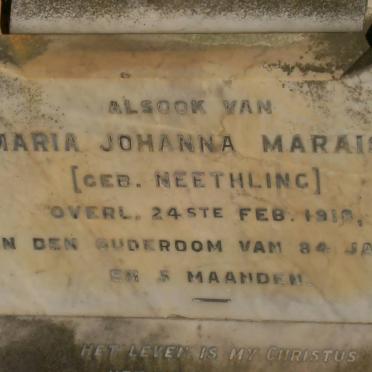 ALSOOK VAN
MARIA JOHANNA MARAIS
[GEB. NEETHLING]
OVERL. 24STE FEB. 1918,
IN DEN OUDERDOM VAN 84 JA
EN 5 MAANDEN.
HET LEVEN IS MY CHRISTUS